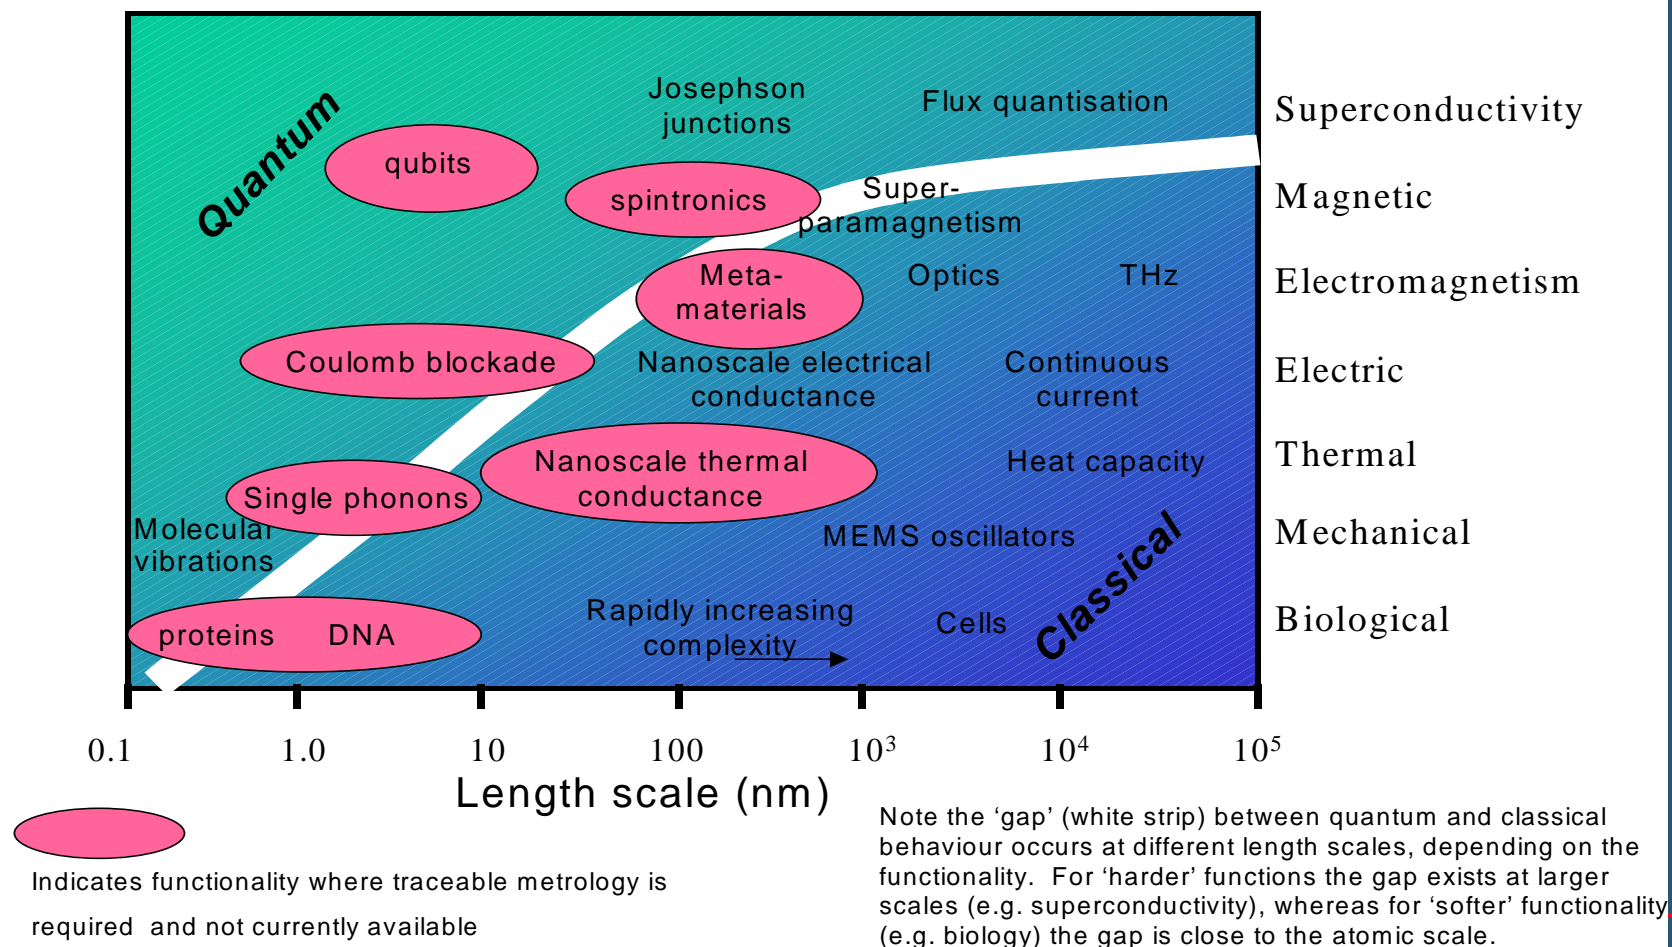 Quantum
Josephson
junctions
Flux quantisation
Superconductivity
qubits
spintronics
Super-
paramagnetism
Magnetic
Meta-
materials
Optics
THz
Electromagnetism
Coulomb blockade
Nanoscale electrical
conductance
Continuous
current
Electric
Nanoscale thermal
conductance
Heat capacity
Thermal
Single phonons
Molecular
vibrations
MEMS oscillators
Mechanical
Classical
proteins
DNA
Rapidly increasing
complexity
Cells
Biological
0.1 1.0 10 100 10³ 10⁴ 10⁵
Length scale (nm)
Indicates functionality where traceable metrology is
required and not currently available
Note the ‘gap’ (white strip) between quantum and classical
behaviour occurs at different length scales, depending on the
functionality. For ‘harder’ functions the gap exists at larger
scales (e.g. superconductivity), whereas for ‘softer’ functionality
(e.g. biology) the gap is close to the atomic scale.